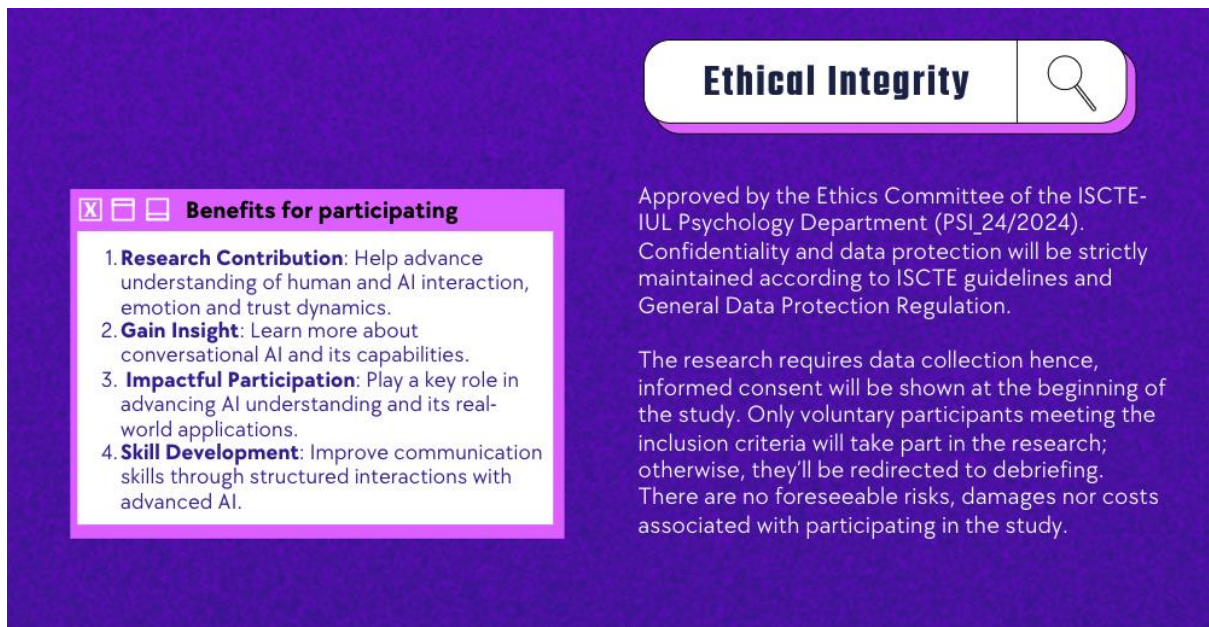 Ethical Integrity
Benefits for participating
1. Research Contribution: Help advance
understanding of human and AI interaction,
emotion and trust dynamics.
2. Gain Insight: Learn more about
conversational AI and its capabilities.
3. Impactful Participation: Play a key role in
advancing AI understanding and its real-
world applications.
4. Skill Development: Improve communication
skills through structured interactions with
advanced AI.
Approved by the Ethics Committee of the ISCTE-
IUL Psychology Department (PSI_24/2024).
Confidentiality and data protection will be strictly
maintained according to ISCTE guidelines and
General Data Protection Regulation.
The research requires data collection hence,
informed consent will be shown at the beginning of
the study. Only voluntary participants meeting the
inclusion criteria will take part in the research;
otherwise, they'll be redirected to debriefing.
There are no foreseeable risks, damages nor costs
associated with participating in the study.